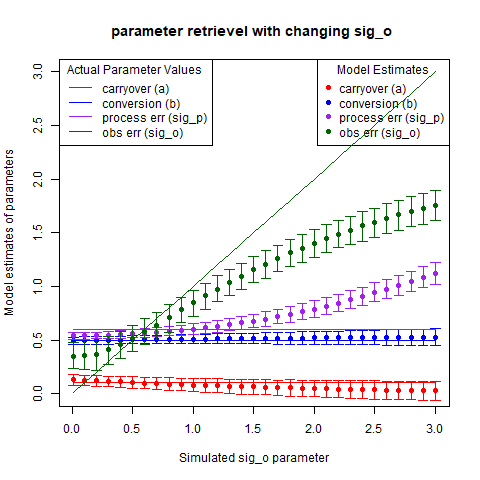 parameter retrievel with changing sig_o
Actual Parameter Values
carryover (a)
conversion (b)
process err (sig_p)
obs err (sig_o)
Model Estimates
carryover (a)
conversion (b)
process err (sig_p)
obs err (sig_o)
Model estimates of parameters
3.0
2.5
2.0
1.5
1.0
0.5
0.0
0.0 0.5 1.0 1.5 2.0 2.5 3.0
Simulated sig_o parameter